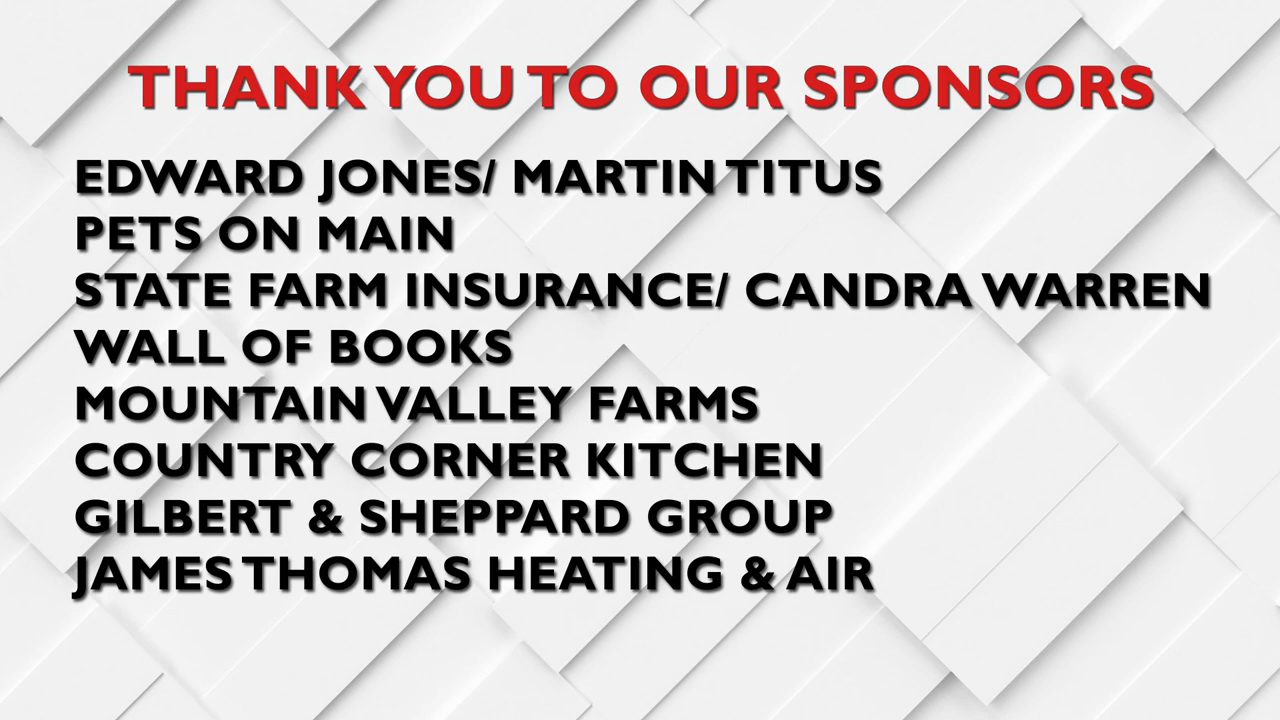 THANK YOU TO OUR SPONSORS
EDWARD JONES/ MARTIN TITUS
PETS ON MAIN
STATE FARM INSURANCE/ CANDRA WARREN
WALL OF BOOKS
MOUNTAIN VALLEY FARMS
COUNTRY CORNER KITCHEN
GILBERT & SHEPPARD GROUP
JAMES THOMAS HEATING & AIR